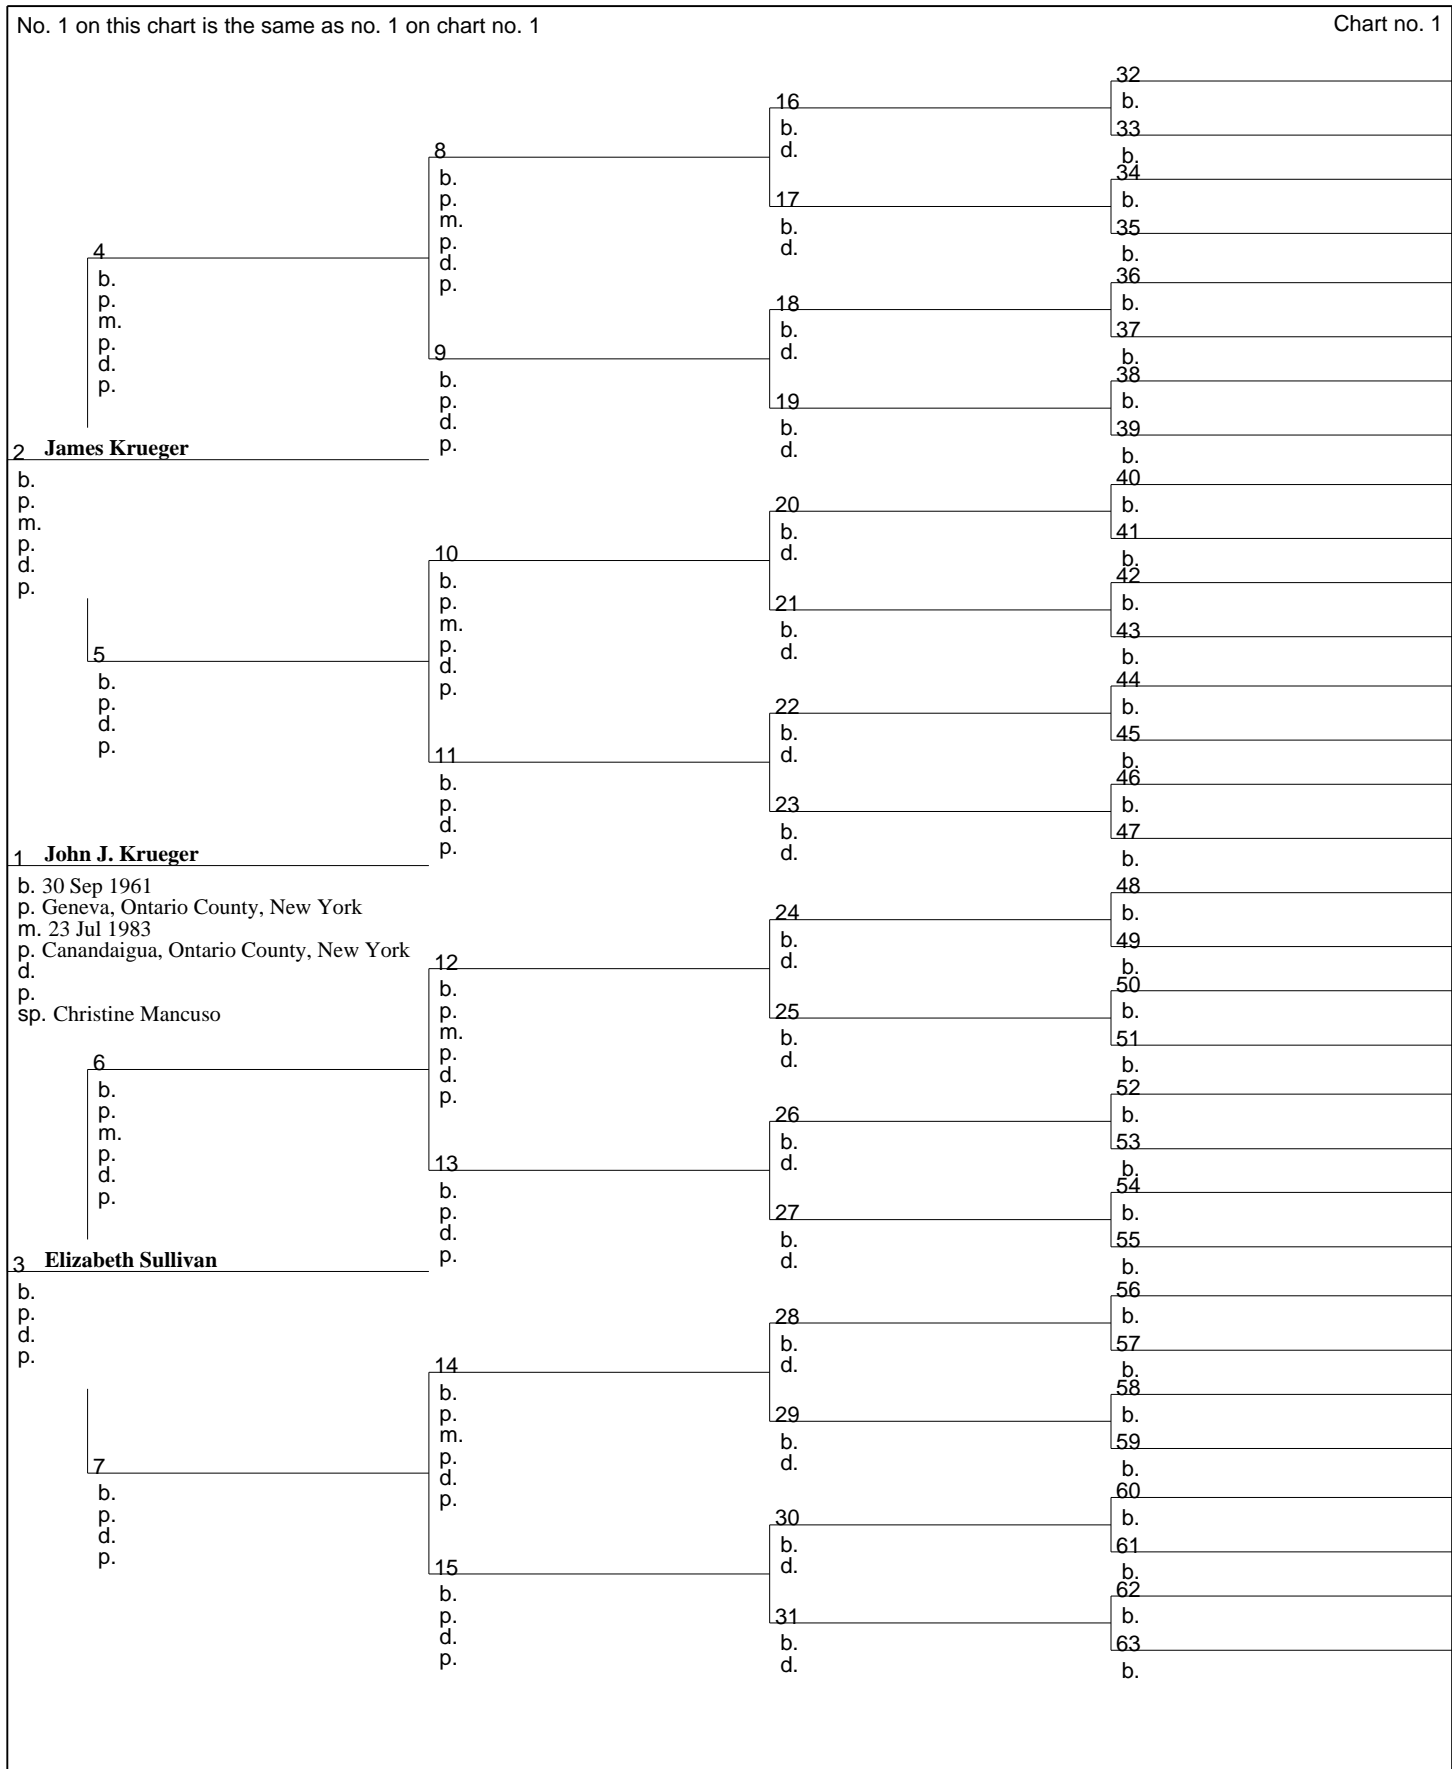 No. 1 on this chart is the same as no. 1 on chart no. 1
Chart no. 1
4
b.
p.
m.
p.
d.
p.
2 James Krueger
b.
p.
m.
p.
d.
p.
5
b.
p.
d.
p.
1 John J. Krueger
b. 30 Sep 1961
p. Geneva, Ontario County, New York
m. 23 Jul 1983
p. Canandaigua, Ontario County, New York
d.
p.
sp. Christine Mancuso
6
b.
p.
m.
p.
d.
p.
3 Elizabeth Sullivan
b.
p.
d.
p.
7
b.
p.
d.
p.
8
b.
p.
m.
p.
d.
p.
9
b.
p.
d.
p.
10
b.
p.
m.
p.
d.
p.
11
b.
p.
d.
p.
12
b.
p.
m.
p.
d.
p.
13
b.
p.
d.
p.
14
b.
p.
m.
p.
d.
p.
15
b.
p.
d.
p.
16
b.
d.
17
b.
d.
18
b.
d.
19
b.
d.
20
b.
d.
21
b.
d.
22
b.
d.
23
b.
d.
24
b.
d.
25
b.
d.
26
b.
d.
27
b.
d.
28
b.
d.
29
b.
d.
30
b.
d.
31
b.
d.
32
b.
33
b.
34
b.
35
b.
36
b.
37
b.
38
b.
39
b.
40
b.
41
b.
42
b.
43
b.
44
b.
45
b.
46
b.
47
b.
48
b.
49
b.
50
b.
51
b.
52
b.
53
b.
54
b.
55
b.
56
b.
57
b.
58
b.
59
b.
60
b.
61
b.
62
b.
63
b.